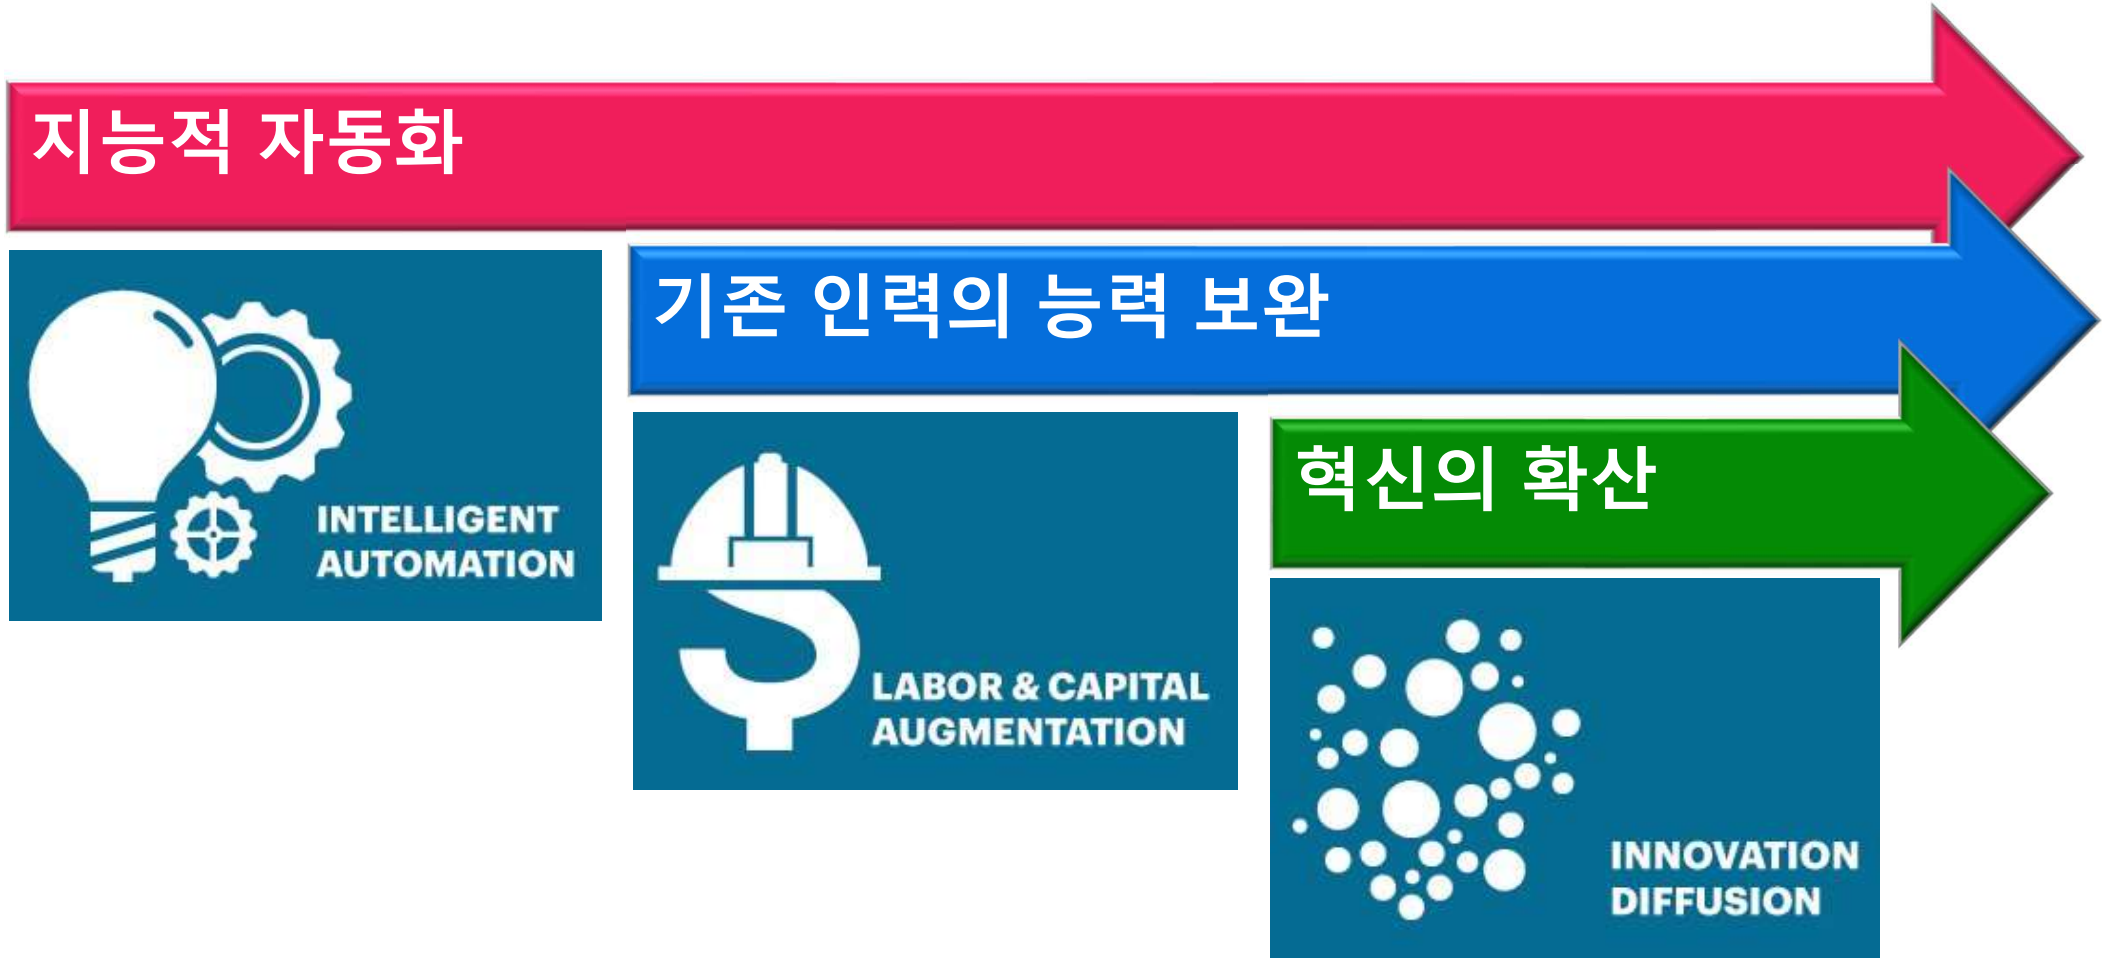 지능적 자동화
INTELLIGENT
AUTOMATION
기존 인력의 능력 보완
LABOR & CAPITAL
AUGMENTATION
혁신의 확산
INNOVATION
DIFFUSION